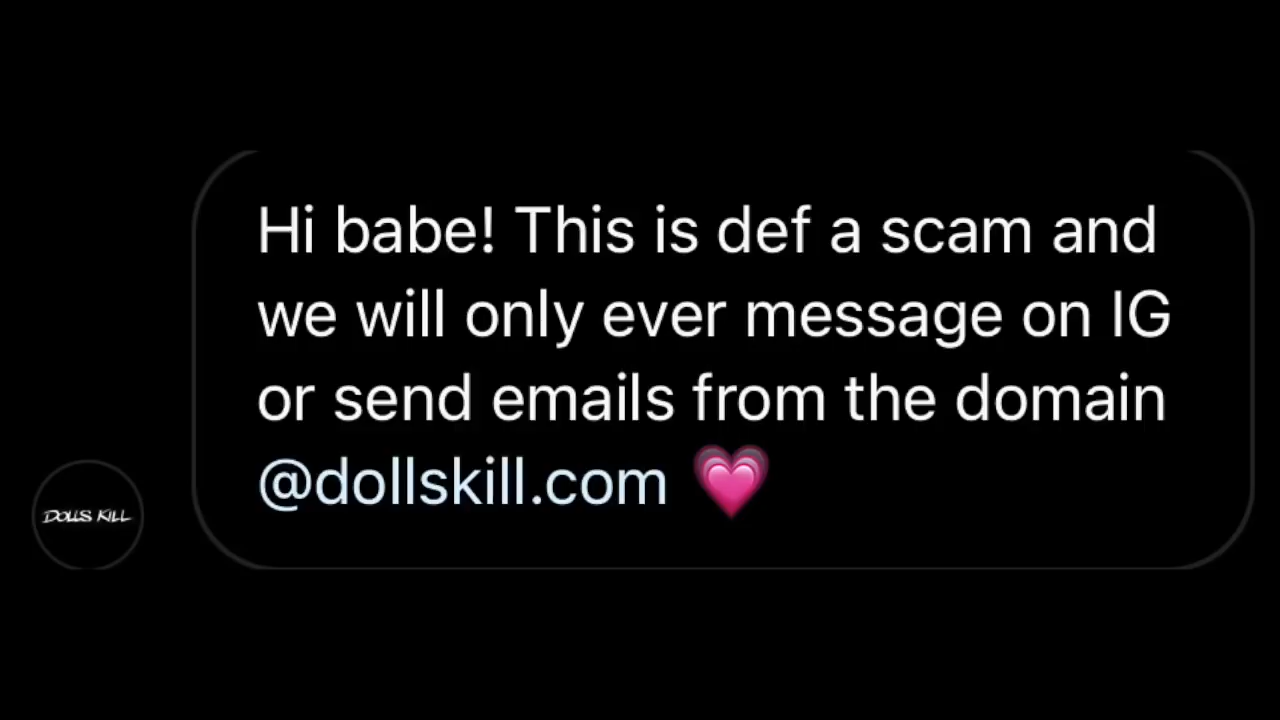 Hi babe! This is def a scam and
we will only ever message on IG
or send emails from the domain
@dollskill.com 💗
DOLLS KILL